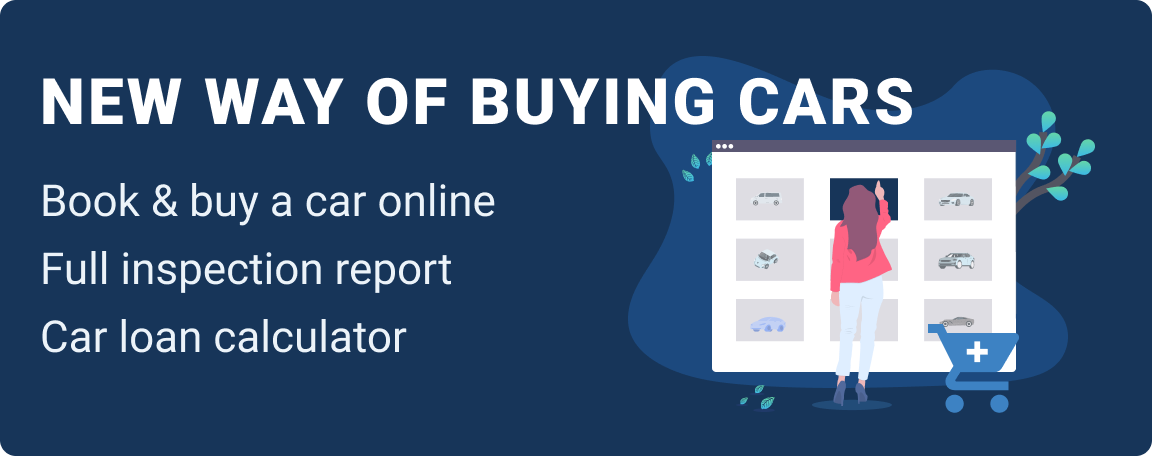 NEW WAY OF BUYING CARS
Book & buy a car online
Full inspection report
Car loan calculator